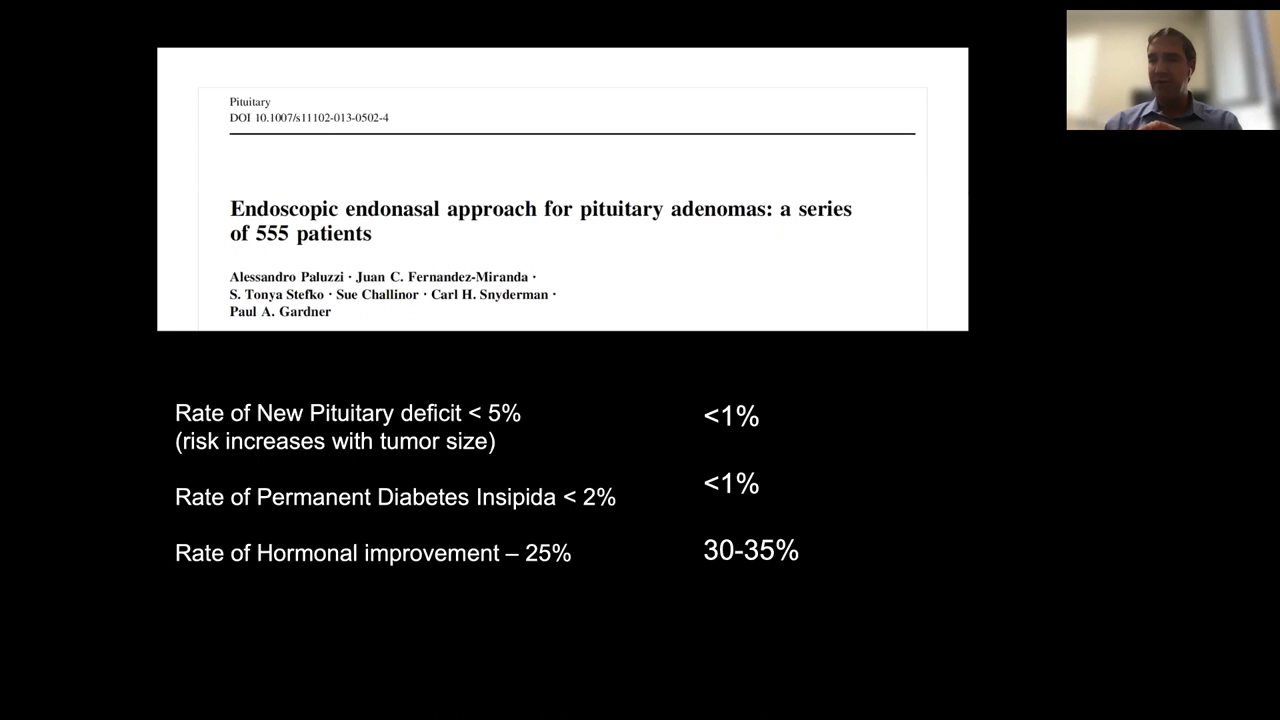 Pituitary
DOI 10.1007/s11102-013-0502-4
Endoscopic endonasal approach for pituitary adenomas: a series
of 555 patients
Alessandro Paluzzi · Juan C. Fernandez-Miranda ·
S. Tonya Stefko · Sue Challinor · Carl H. Snyderman ·
Paul A. Gardner
Rate of New Pituitary deficit < 5%
(risk increases with tumor size)
<1%
Rate of Permanent Diabetes Insipida < 2%
<1%
Rate of Hormonal improvement – 25%
30-35%